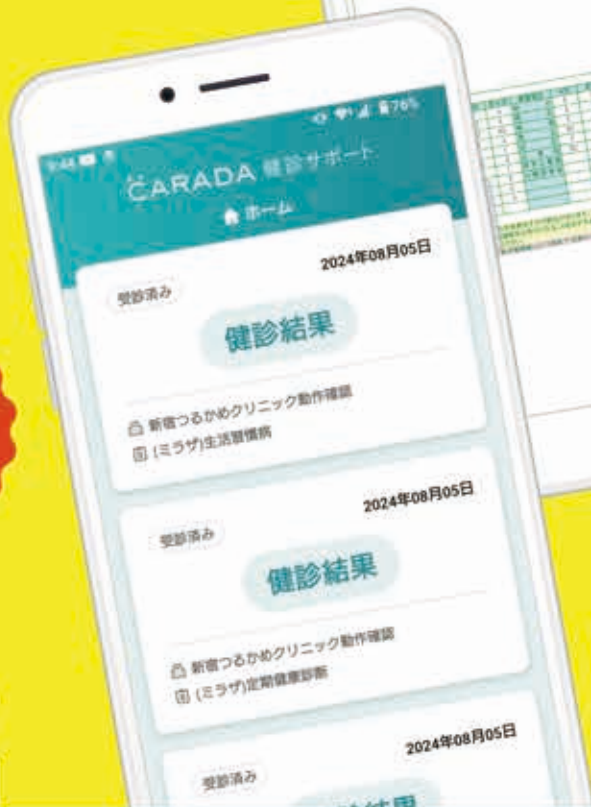 9:44 76%
CARADA 健診サポート
ホーム
受診済み
2024年08月05日
健診結果
新宿つるかめクリニック動作確認
(ミラザ)生活習慣病
受診済み
2024年08月05日
健診結果
新宿つるかめクリニック動作確認
(ミラザ)定期健康診断
受診済み
2024年08月05日